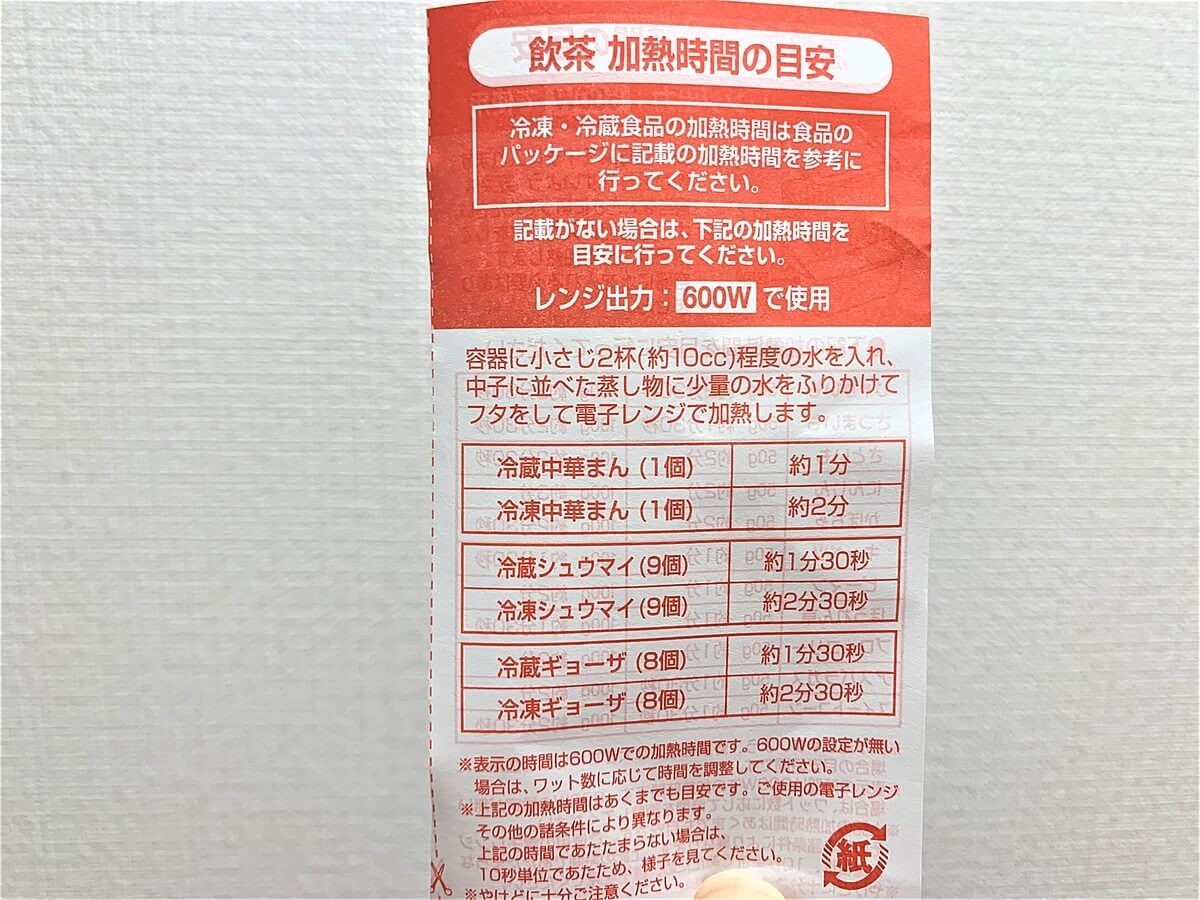 飲茶 加熱時間の目安
冷凍・冷蔵食品の加熱時間は食品の
パッケージに記載の加熱時間を参考に
行ってください。
記載がない場合は、下記の加熱時間を
目安に行ってください。
レンジ出力：600Wで使用
容器に小さじ2杯(約10cc)程度の水を入れ、
中子に並べた蒸し物に少量の水をふりかけて
フタをして電子レンジで加熱します。
冷蔵中華まん(1個) 約1分
冷凍中華まん(1個) 約2分
冷蔵シュウマイ(9個) 約1分30秒
冷凍シュウマイ(9個) 約2分30秒
冷蔵ギョーザ(8個) 約1分30秒
冷凍ギョーザ(8個) 約2分30秒
※表示の時間は600Wでの加熱時間です。600Wの設定が無い
場合は、ワット数に応じて時間を調整してください。
※上記の加熱時間はあくまでも目安です。ご使用の電子レンジ
その他の諸条件により異なります。
上記の時間であたたまらない場合は、
10秒単位であたため、様子を見てください。
※やけどに十分ご注意ください。
紙